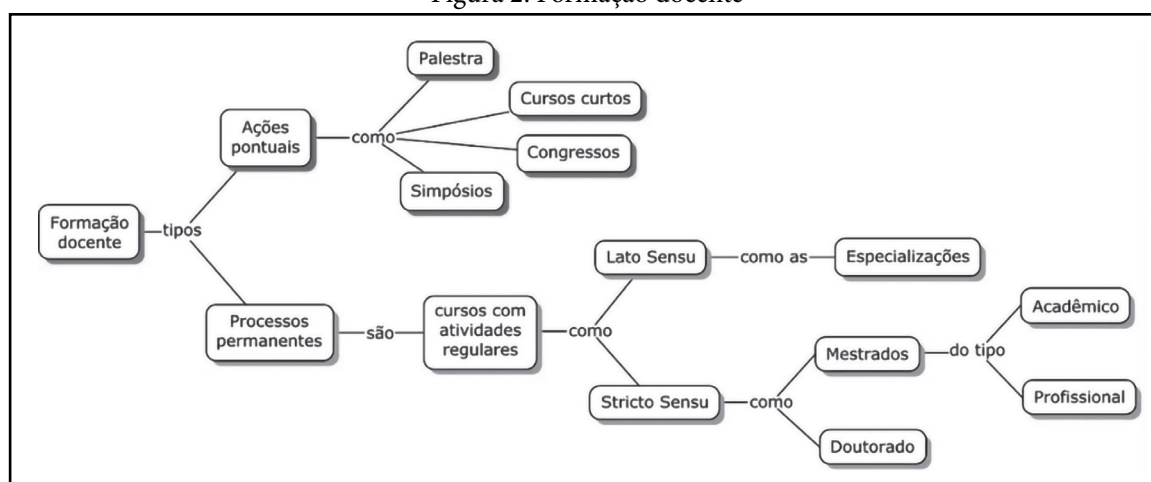 Figura 2. Formação docente
Palestra
Cursos curtos
Ações
pontuais
como
Congressos
Simpósios
Formação
docente
tipos
Lato Sensu
como as
Especializações
Processos
permanentes
são
cursos com
atividades
regulares
como
Acadêmico
Mestrados
do tipo
Stricto Sensu
como
Profissional
Doutorado